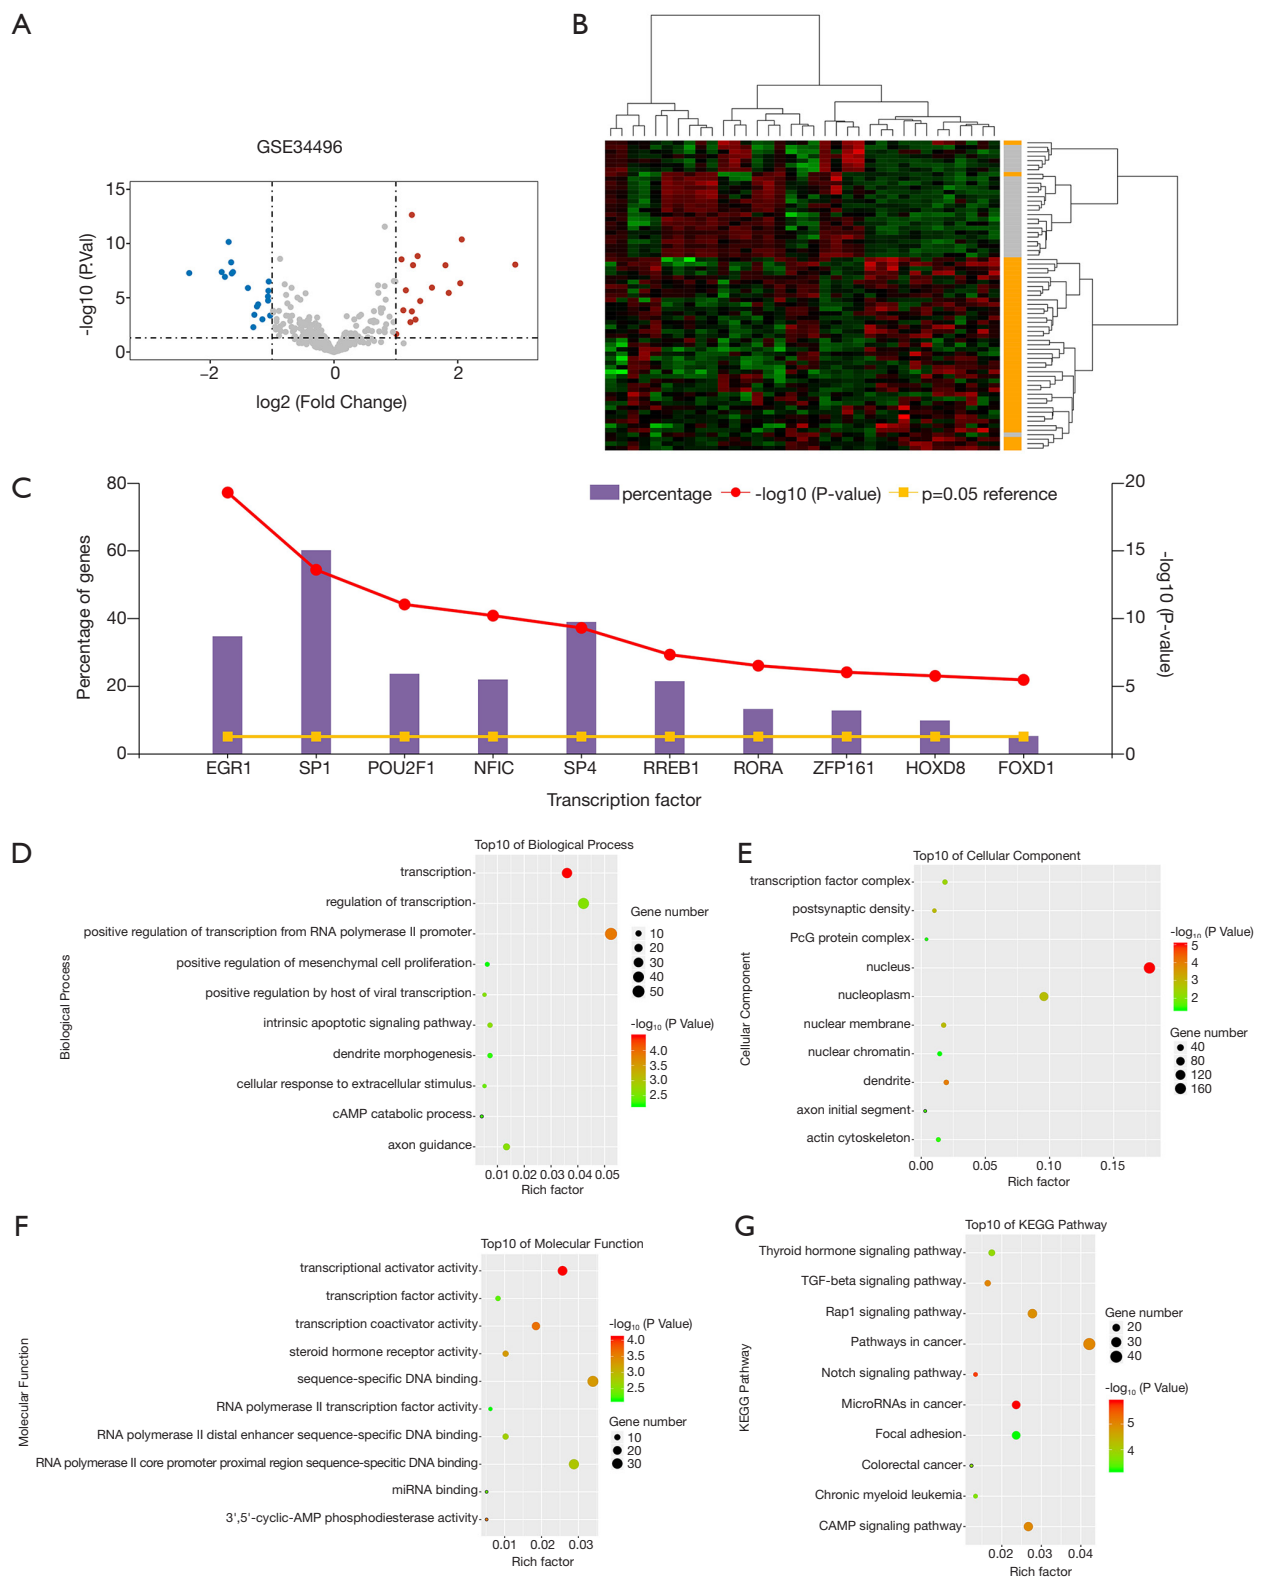 A
B
GSE34496
15
10
5
0
-log10 (P.Val)
−2
0
2
log2 (Fold Change)
C
80
60
40
20
0
Percentage of genes
percentage
-log10 (P-value)
p=0.05 reference
20
15
10
5
0
-log10 (P-value)
EGR1
SP1
POU2F1
NFIC
SP4
RREB1
RORA
ZFP161
HOXD8
FOXD1
Transcription factor
D
Top10 of Biological Process
Biological Process
transcription
regulation of transcription
positive regulation of transcription from RNA polymerase II promoter
positive regulation of mesenchymal cell proliferation
positive regulation by host of viral transcription
intrinsic apoptotic signaling pathway
dendrite morphogenesis
cellular response to extracellular stimulus
cAMP catabolic process
axon guidance
0.01 0.02 0.03 0.04 0.05
Rich factor
Gene number
10
20
30
40
50
-log10 (P Value)
4.0
3.5
3.0
2.5
E
Top10 of Cellular Component
Cellular Component
transcription factor complex
postsynaptic density
PcG protein complex
nucleus
nucleoplasm
nuclear membrane
nuclear chromatin
dendrite
axon initial segment
actin cytoskeleton
0.00 0.05 0.10 0.15
Rich factor
-log10 (P Value)
5
4
3
2
Gene number
40
80
120
160
F
Top10 of Molecular Function
Molecular Function
transcriptional activator activity
transcription factor activity
transcription coactivator activity
steroid hormone receptor activity
sequence-specific DNA binding
RNA polymerase II transcription factor activity
RNA polymerase II distal enhancer sequence-specific DNA binding
RNA polymerase II core promoter proximal region sequence-specific DNA binding
miRNA binding
3',5'-cyclic-AMP phosphodiesterase activity
0.01 0.02 0.03
Rich factor
-log10 (P Value)
4.0
3.5
3.0
2.5
Gene number
10
20
30
G
Top10 of KEGG Pathway
KEGG Pathway
Thyroid hormone signaling pathway
TGF-beta signaling pathway
Rap1 signaling pathway
Pathways in cancer
Notch signaling pathway
MicroRNAs in cancer
Focal adhesion
Colorectal cancer
Chronic myeloid leukemia
CAMP signaling pathway
0.02 0.03 0.04
Rich factor
Gene number
20
30
40
-log10 (P Value)
5
4